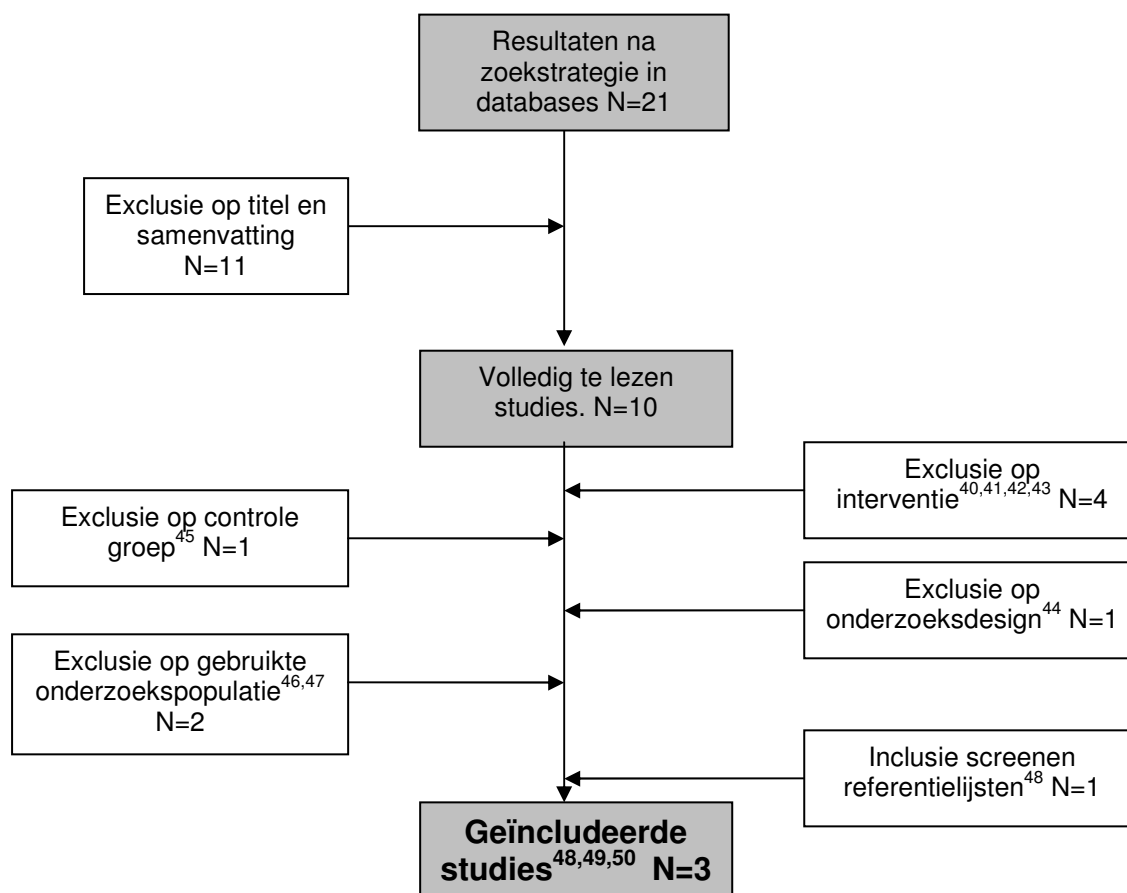 Resultaten na
zoekstrategie in
databases N=21
Exclusie op titel en
samenvatting
N=11
Volledig te lezen
studies. N=10
Exclusie op
interventie40,41,42,43 N=4
Exclusie op controle
groep45 N=1
Exclusie op
onderzoeksdesign44 N=1
Exclusie op gebruikte
onderzoekspopulatie46,47
N=2
Inclusie screenen
referentielijsten48 N=1
Geïncludeerde
studies48,49,50 N=3